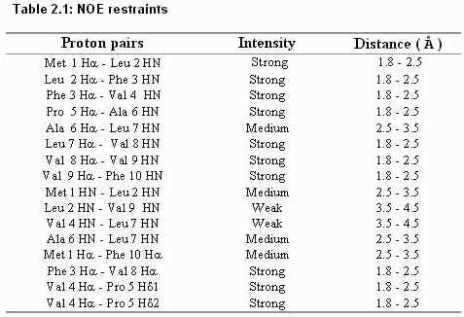 Table 2.1: NOE restraints
Proton pairs Intensity Distance ( Å )
Met 1 Hα - Leu 2 HN Strong 1.8 - 2.5
Leu 2 Hα - Phe 3 HN Strong 1.8 - 2.5
Phe 3 Hα - Val 4 HN Strong 1.8 - 2.5
Pro 5 Hα - Ala 6 HN Strong 1.8 - 2.5
Ala 6 Hα - Leu 7 HN Medium 2.5 - 3.5
Leu 7 Hα - Val 8 HN Strong 1.8 - 2.5
Val 8 Hα - Val 9 HN Strong 1.8 - 2.5
Val 9 Hα - Phe 10 HN Strong 1.8 - 2.5
Met 1 HN - Leu 2 HN Medium 2.5 - 3.5
Leu 2 HN - Val 9 HN Weak 3.5 - 4.5
Val 4 HN - Leu 7 HN Weak 3.5 - 4.5
Ala 6 HN - Leu 7 HN Medium 2.5 - 3.5
Met 1 Hα - Phe 10 Hα Medium 2.5 - 3.5
Phe 3 Hα - Val 8 Hα Strong 1.8 - 2.5
Val 4 Hα - Pro 5 Hδ1 Strong 1.8 - 2.5
Val 4 Hα - Pro 5 Hδ2 Strong 1.8 - 2.5